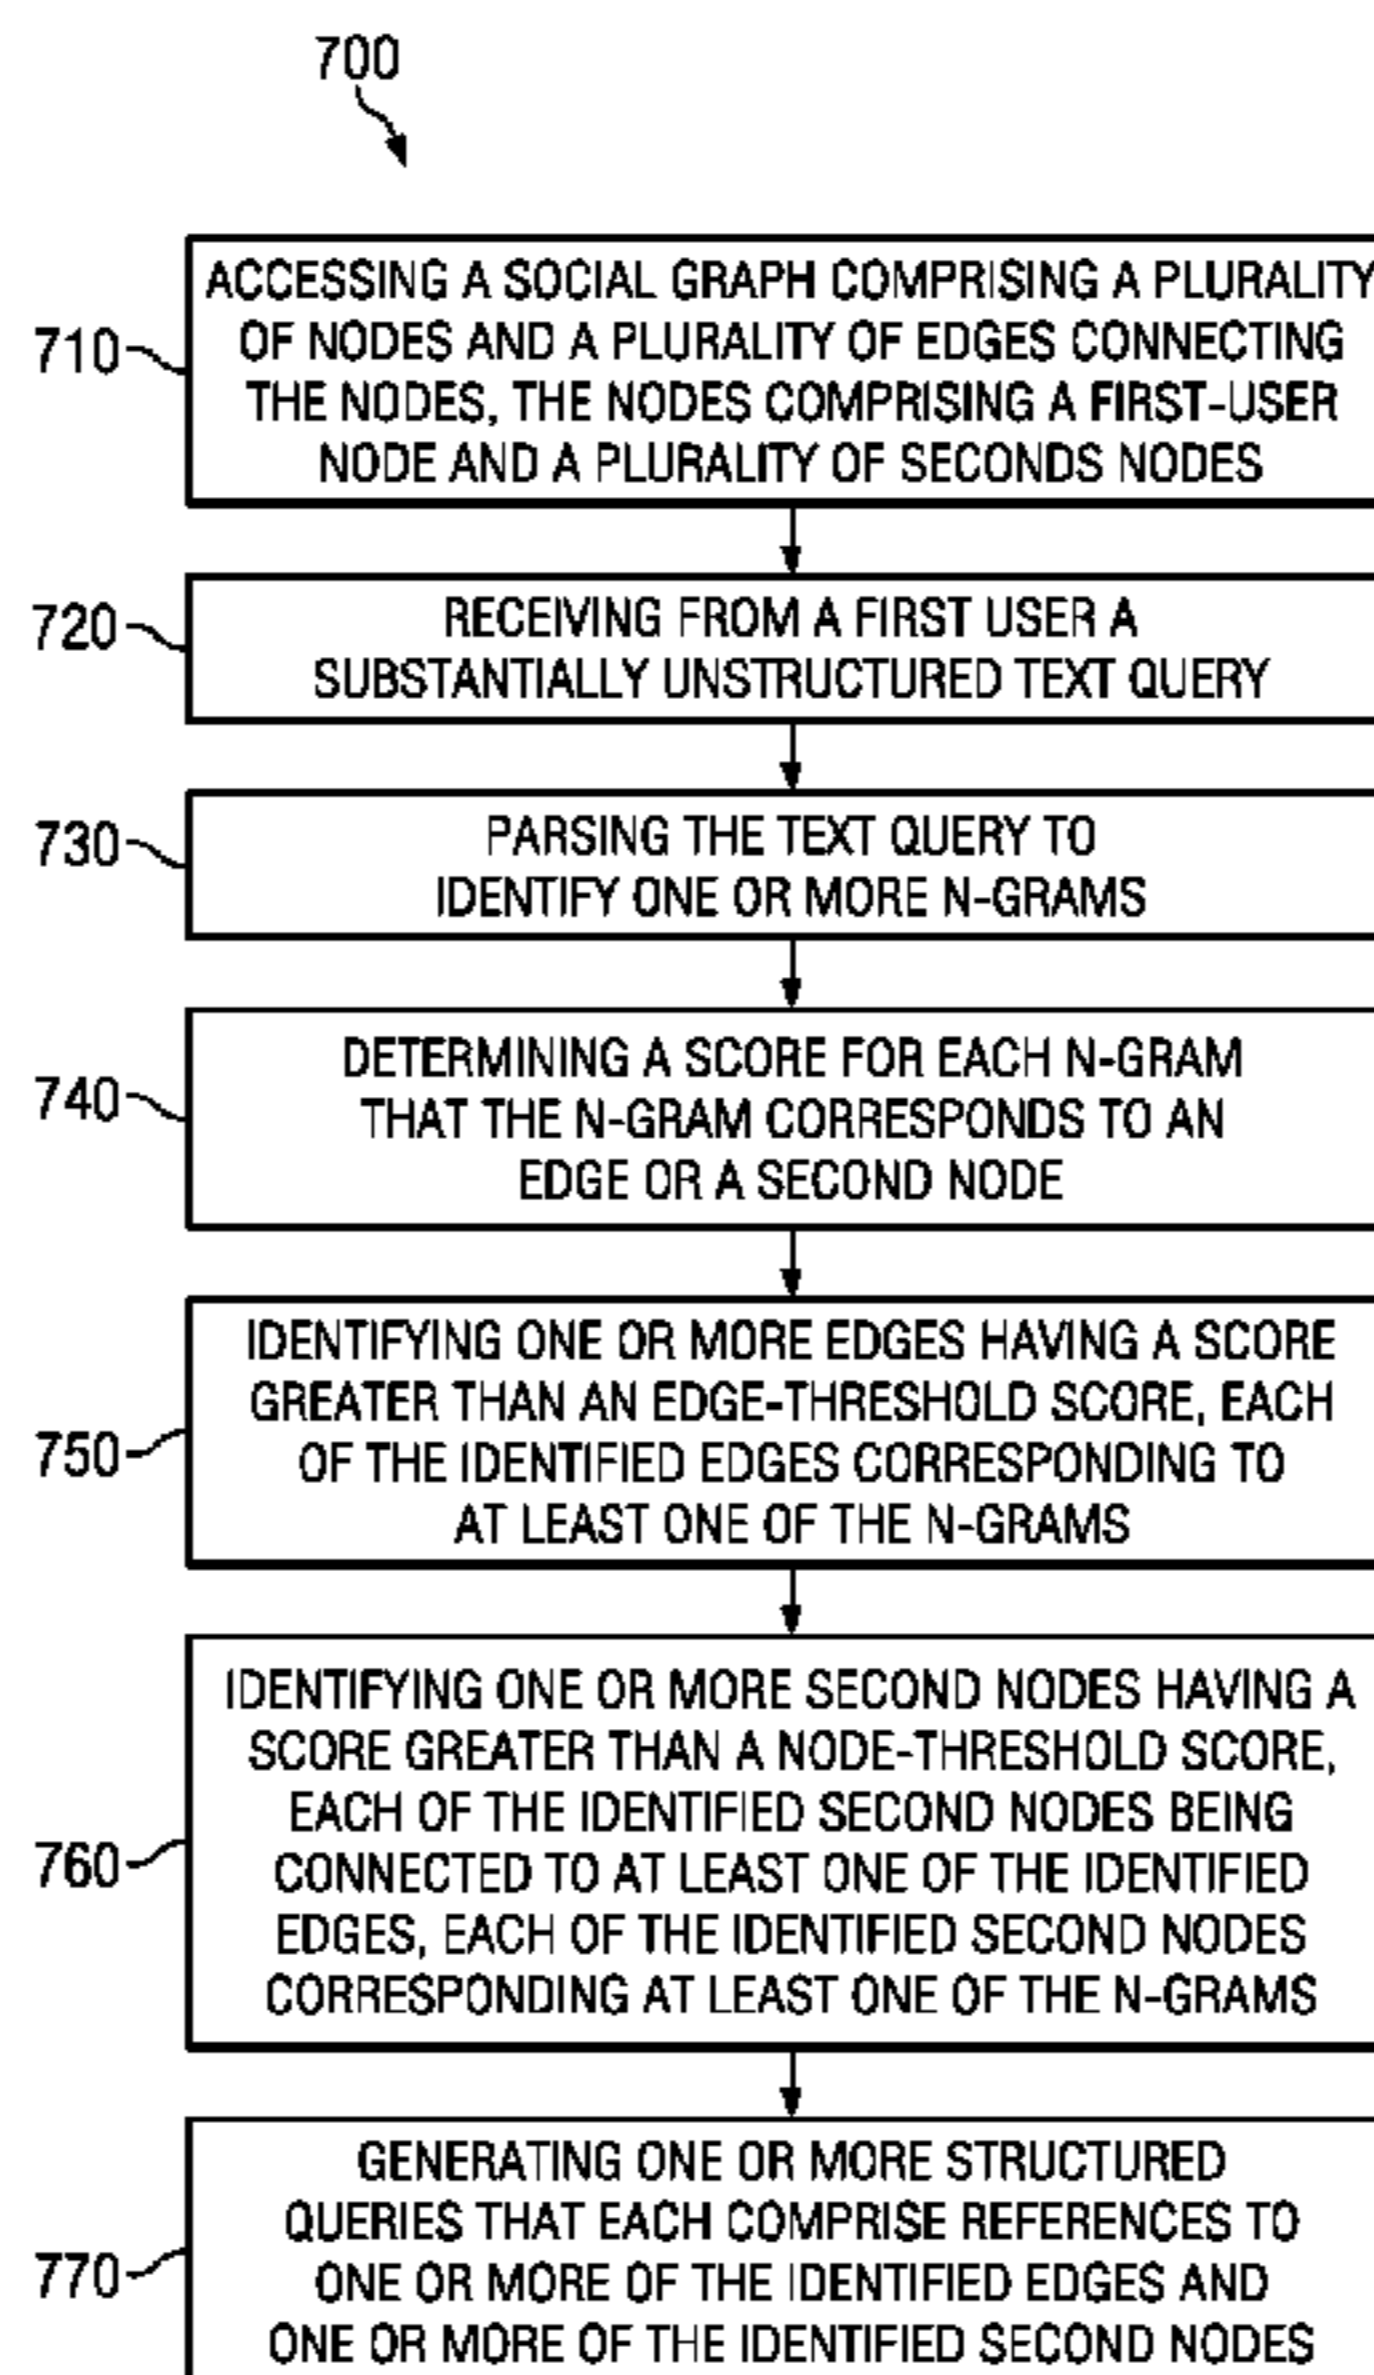 700
710
ACCESSING A SOCIAL GRAPH COMPRISING A PLURALITY
OF NODES AND A PLURALITY OF EDGES CONNECTING
THE NODES, THE NODES COMPRISING A FIRST-USER
NODE AND A PLURALITY OF SECONDS NODES
720
RECEIVING FROM A FIRST USER A
SUBSTANTIALLY UNSTRUCTURED TEXT QUERY
730
PARSING THE TEXT QUERY TO
IDENTIFY ONE OR MORE N-GRAMS
740
DETERMINING A SCORE FOR EACH N-GRAM
THAT THE N-GRAM CORRESPONDS TO AN
EDGE OR A SECOND NODE
750
IDENTIFYING ONE OR MORE EDGES HAVING A SCORE
GREATER THAN AN EDGE-THRESHOLD SCORE, EACH
OF THE IDENTIFIED EDGES CORRESPONDING TO
AT LEAST ONE OF THE N-GRAMS
760
IDENTIFYING ONE OR MORE SECOND NODES HAVING A
SCORE GREATER THAN A NODE-THRESHOLD SCORE,
EACH OF THE IDENTIFIED SECOND NODES BEING
CONNECTED TO AT LEAST ONE OF THE IDENTIFIED
EDGES, EACH OF THE IDENTIFIED SECOND NODES
CORRESPONDING AT LEAST ONE OF THE N-GRAMS
770
GENERATING ONE OR MORE STRUCTURED
QUERIES THAT EACH COMPRISE REFERENCES TO
ONE OR MORE OF THE IDENTIFIED EDGES AND
ONE OR MORE OF THE IDENTIFIED SECOND NODES